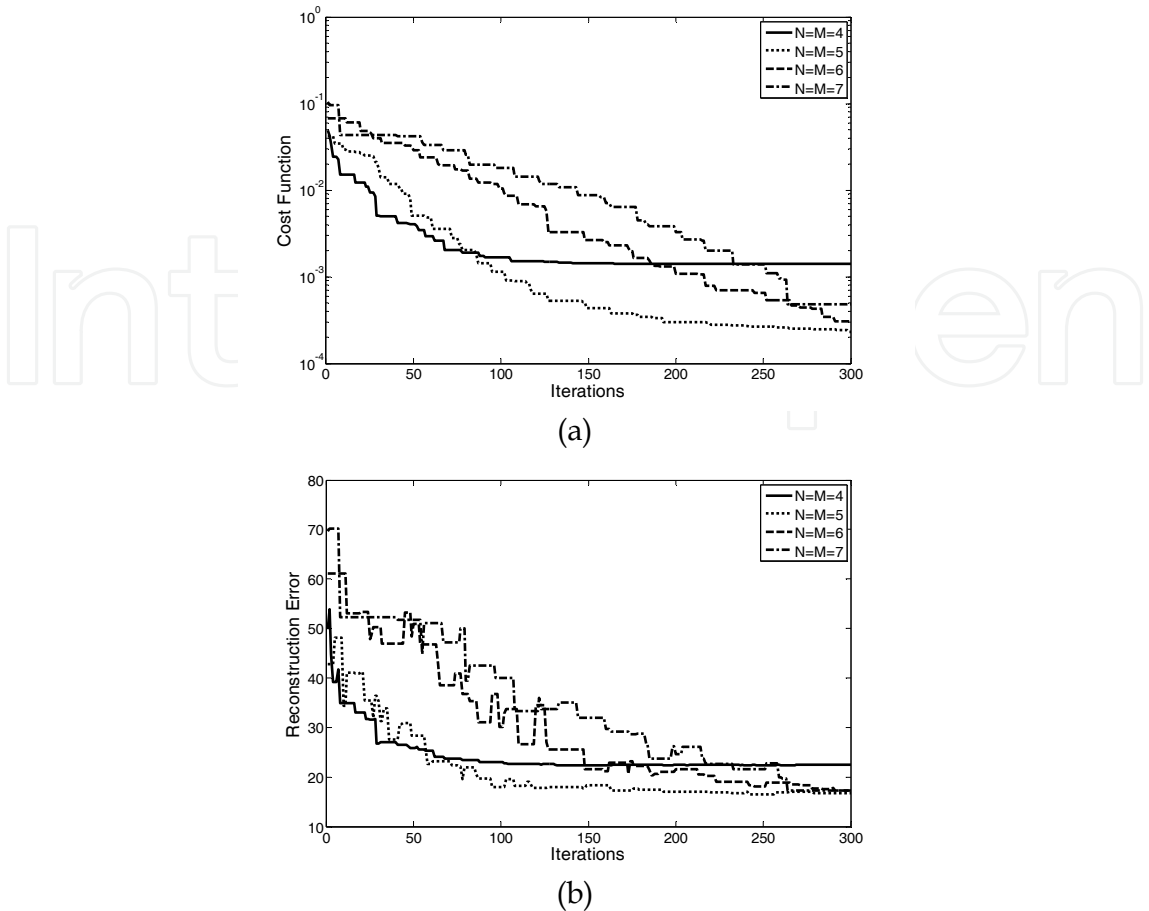 10^0
10^-1
10^-2
10^-3
10^-4
Cost Function
N=M=4
N=M=5
N=M=6
N=M=7
0 50 100 150 200 250 300
Iterations
(a)
80
70
60
50
40
30
20
10
Reconstruction Error
N=M=4
N=M=5
N=M=6
N=M=7
0 50 100 150 200 250 300
Iterations
(b)